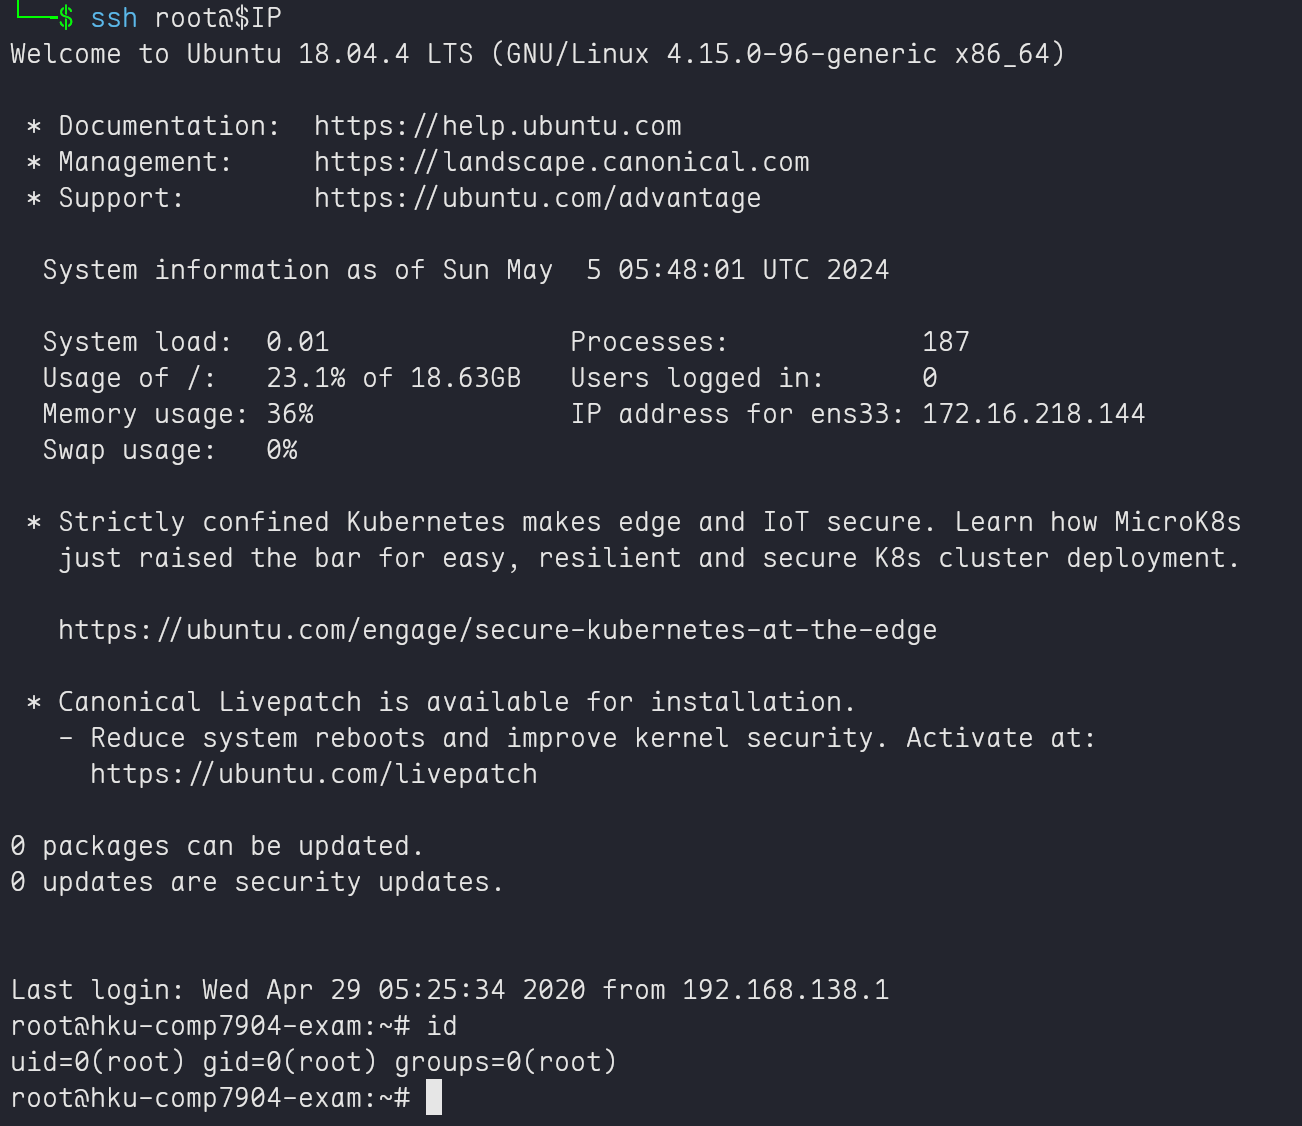 └─$ ssh root@$IP
Welcome to Ubuntu 18.04.4 LTS (GNU/Linux 4.15.0-96-generic x86_64)

 * Documentation:  https://help.ubuntu.com
 * Management:     https://landscape.canonical.com
 * Support:        https://ubuntu.com/advantage

  System information as of Sun May  5 05:48:01 UTC 2024

  System load:  0.01               Processes:            187
  Usage of /:   23.1% of 18.63GB   Users logged in:      0
  Memory usage: 36%                IP address for ens33: 172.16.218.144
  Swap usage:   0%

 * Strictly confined Kubernetes makes edge and IoT secure. Learn how MicroK8s
   just raised the bar for easy, resilient and secure K8s cluster deployment.

   https://ubuntu.com/engage/secure-kubernetes-at-the-edge

 * Canonical Livepatch is available for installation.
   - Reduce system reboots and improve kernel security. Activate at:
     https://ubuntu.com/livepatch

0 packages can be updated.
0 updates are security updates.


Last login: Wed Apr 29 05:25:34 2020 from 192.168.138.1
root@hku-comp7904-exam:~# id
uid=0(root) gid=0(root) groups=0(root)
root@hku-comp7904-exam:~#